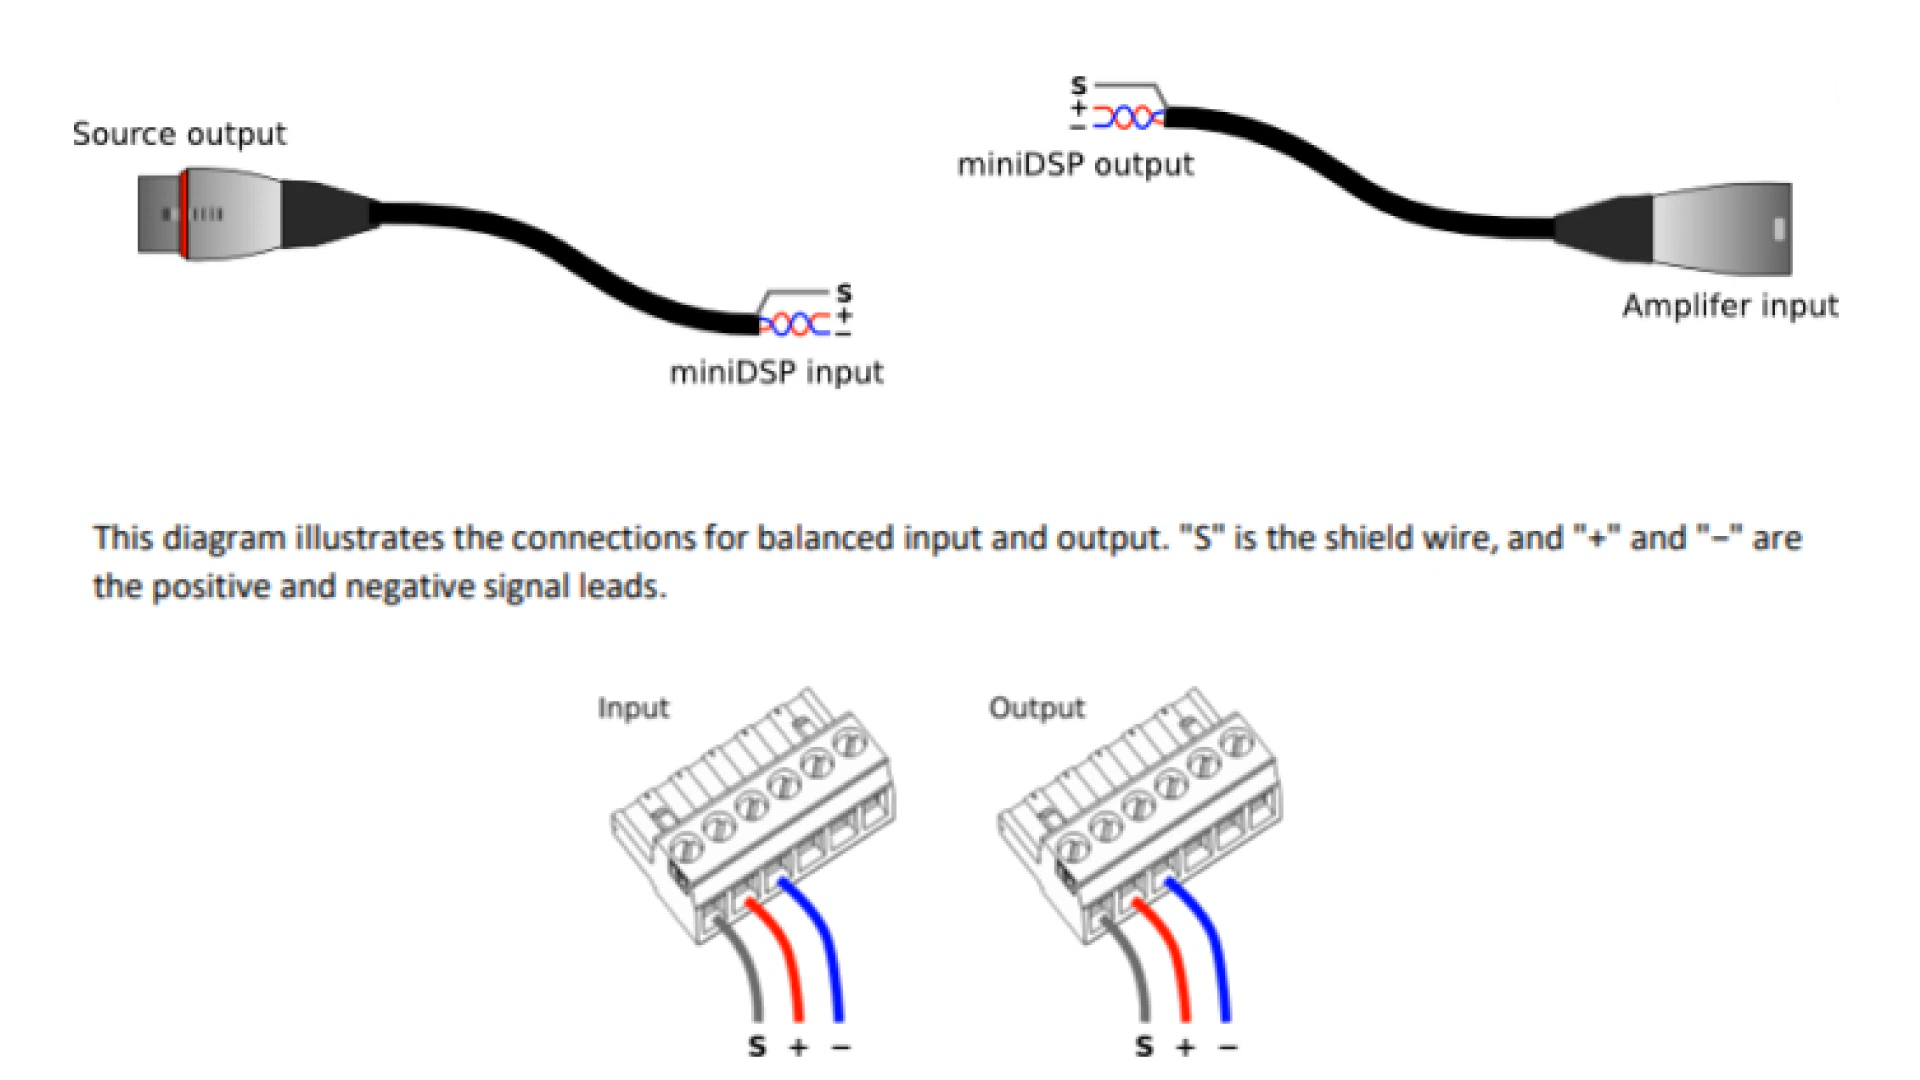 Source output
S
+
−
miniDSP input
S
+
−
miniDSP output
Amplifer input
This diagram illustrates the connections for balanced input and output. "S" is the shield wire, and "+" and "−" are
the positive and negative signal leads.
Input
S + −
Output
S + −